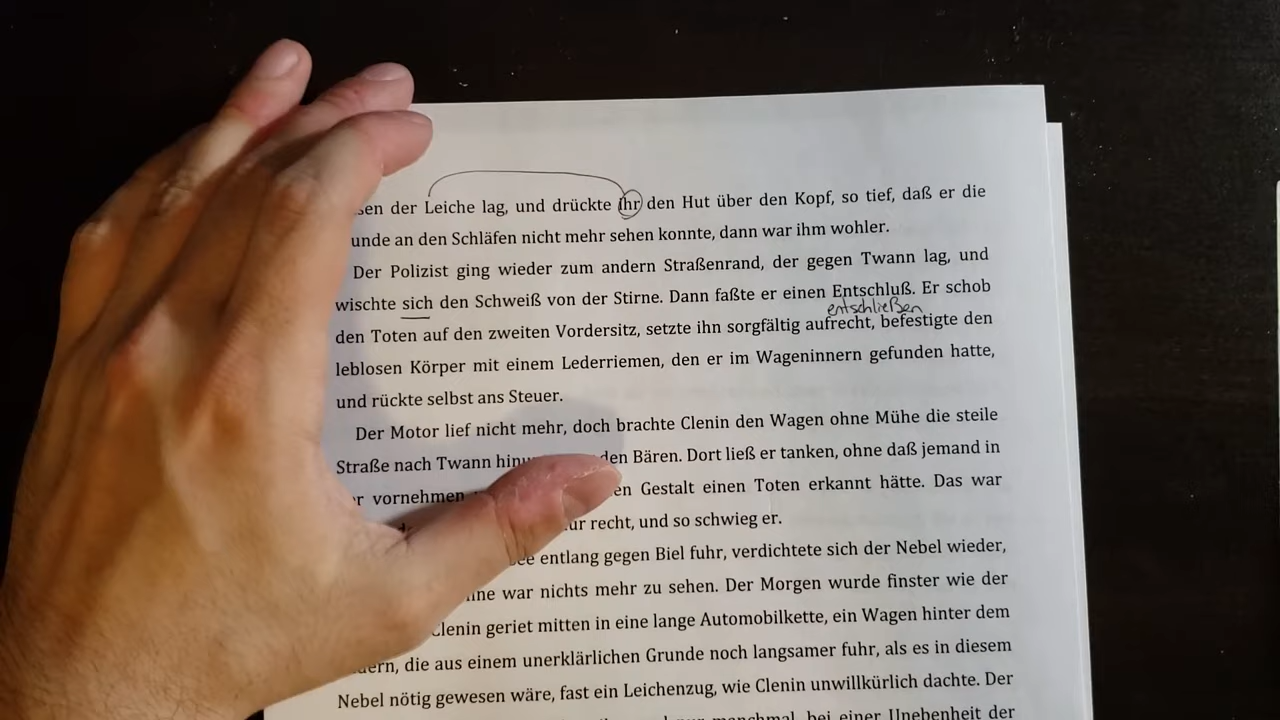 der Leiche lag, und drückte ihr den Hut über den Kopf, so tief, daß er die
an den Schläfen nicht mehr sehen konnte, dann war ihm wohler.
Der Polizist ging wieder zum andern Straßenrand, der gegen Twann lag, und
wischte sich den Schweiß von der Stirne. Dann faßte er einen Entschluß. Er schob
entschließen
den Toten auf den zweiten Vordersitz, setzte ihn sorgfältig aufrecht, befestigte den
leblosen Körper mit einem Lederriemen, den er im Wageninnern gefunden hatte,
und rückte selbst ans Steuer.
Der Motor lief nicht mehr, doch brachte Clenin den Wagen ohne Mühe die steile
Straße nach Twann den Bären. Dort ließ er tanken, ohne daß jemand in
vornehmen Gestalt einen Toten erkannt hätte. Das war
recht, und so schwieg er.
entlang gegen Biel fuhr, verdichtete sich der Nebel wieder,
war nichts mehr zu sehen. Der Morgen wurde finster wie der
Clenin geriet mitten in eine lange Automobilkette, ein Wagen hinter dem
die aus einem unerklärlichen Grunde noch langsamer fuhr, als es in diesem
Nebel nötig gewesen wäre, fast ein Leichenzug, wie Clenin unwillkürlich dachte. Der
manchmal, bei einer Unebenheit der